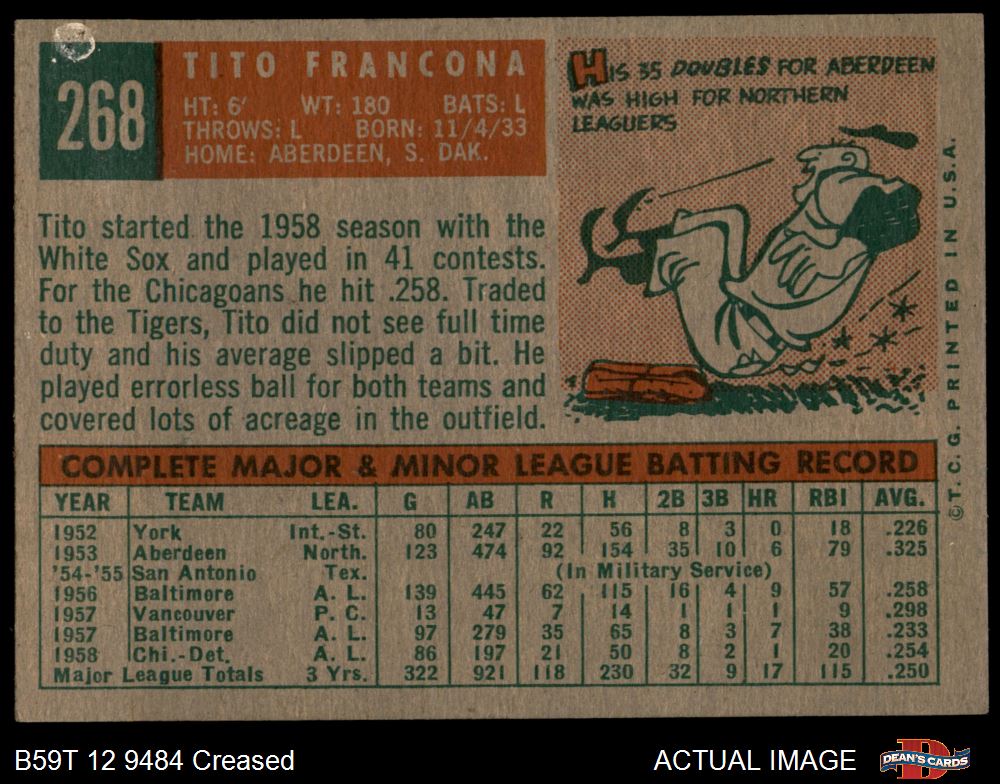 268
TITO FRANCONA
HT: 6' WT: 180 BATS: L
THROWS: L BORN: 11/4/33
HOME: ABERDEEN, S. DAK.
HIS 35 DOUBLES FOR ABERDEEN
WAS HIGH FOR NORTHERN
LEAGUERS
Tito started the 1958 season with the
White Sox and played in 41 contests.
For the Chicagoans he hit .258. Traded
to the Tigers, Tito did not see full time
duty and his average slipped a bit. He
played errorless ball for both teams and
covered lots of acreage in the outfield.
©T. C. G. PRINTED IN U.S.A.
COMPLETE MAJOR & MINOR LEAGUE BATTING RECORD
YEAR TEAM LEA. G AB R H 2B 3B HR RBI AVG.
1952 York Int.-St. 80 247 22 56 8 3 0 18 .226
1953 Aberdeen North. 123 474 92 154 35 10 6 79 .325
'54-'55 San Antonio Tex. (In Military Service)
1956 Baltimore A. L. 139 445 62 115 16 4 9 57 .258
1957 Vancouver P. C. 13 47 7 14 1 1 1 9 .298
1957 Baltimore A. L. 97 279 35 65 8 3 7 38 .233
1958 Chi.-Det. A. L. 86 197 21 50 8 2 1 20 .254
Major League Totals 3 Yrs. 322 921 118 230 32 9 17 115 .250
B59T 12 9484 Creased ACTUAL IMAGE
D
DEAN'S CARDS